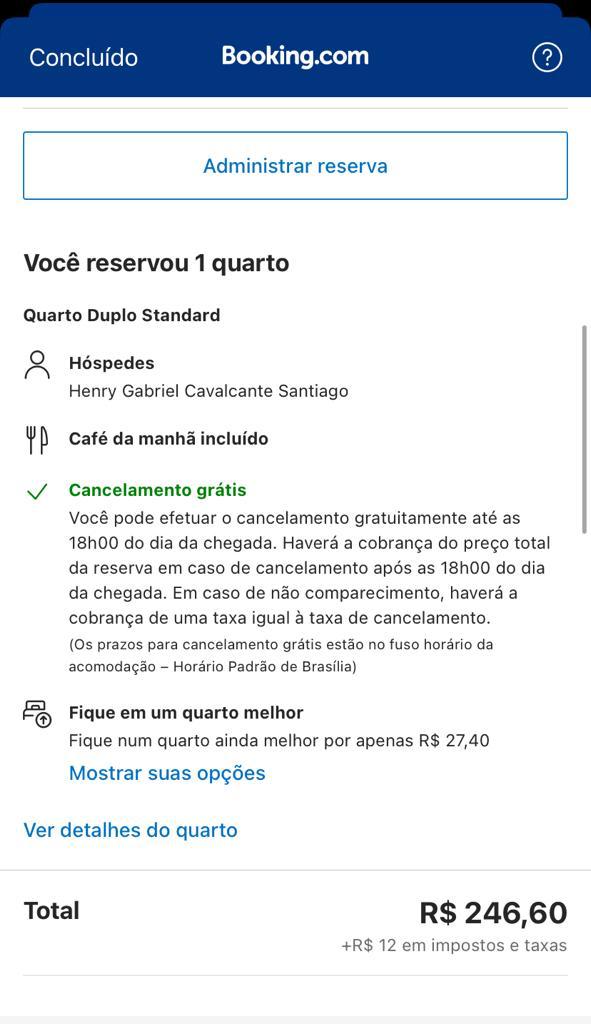 Concluído
Booking.com
?
Administrar reserva
Você reservou 1 quarto
Quarto Duplo Standard
Hóspedes
Henry Gabriel Cavalcante Santiago
Café da manhã incluído
Cancelamento grátis
Você pode efetuar o cancelamento gratuitamente até as
18h00 do dia da chegada. Haverá a cobrança do preço total
da reserva em caso de cancelamento após as 18h00 do dia
da chegada. Em caso de não comparecimento, haverá a
cobrança de uma taxa igual à taxa de cancelamento.
(Os prazos para cancelamento grátis estão no fuso horário da
acomodação – Horário Padrão de Brasília)
Fique em um quarto melhor
Fique num quarto ainda melhor por apenas R$ 27,40
Mostrar suas opções
Ver detalhes do quarto
Total
R$ 246,60
+R$ 12 em impostos e taxas